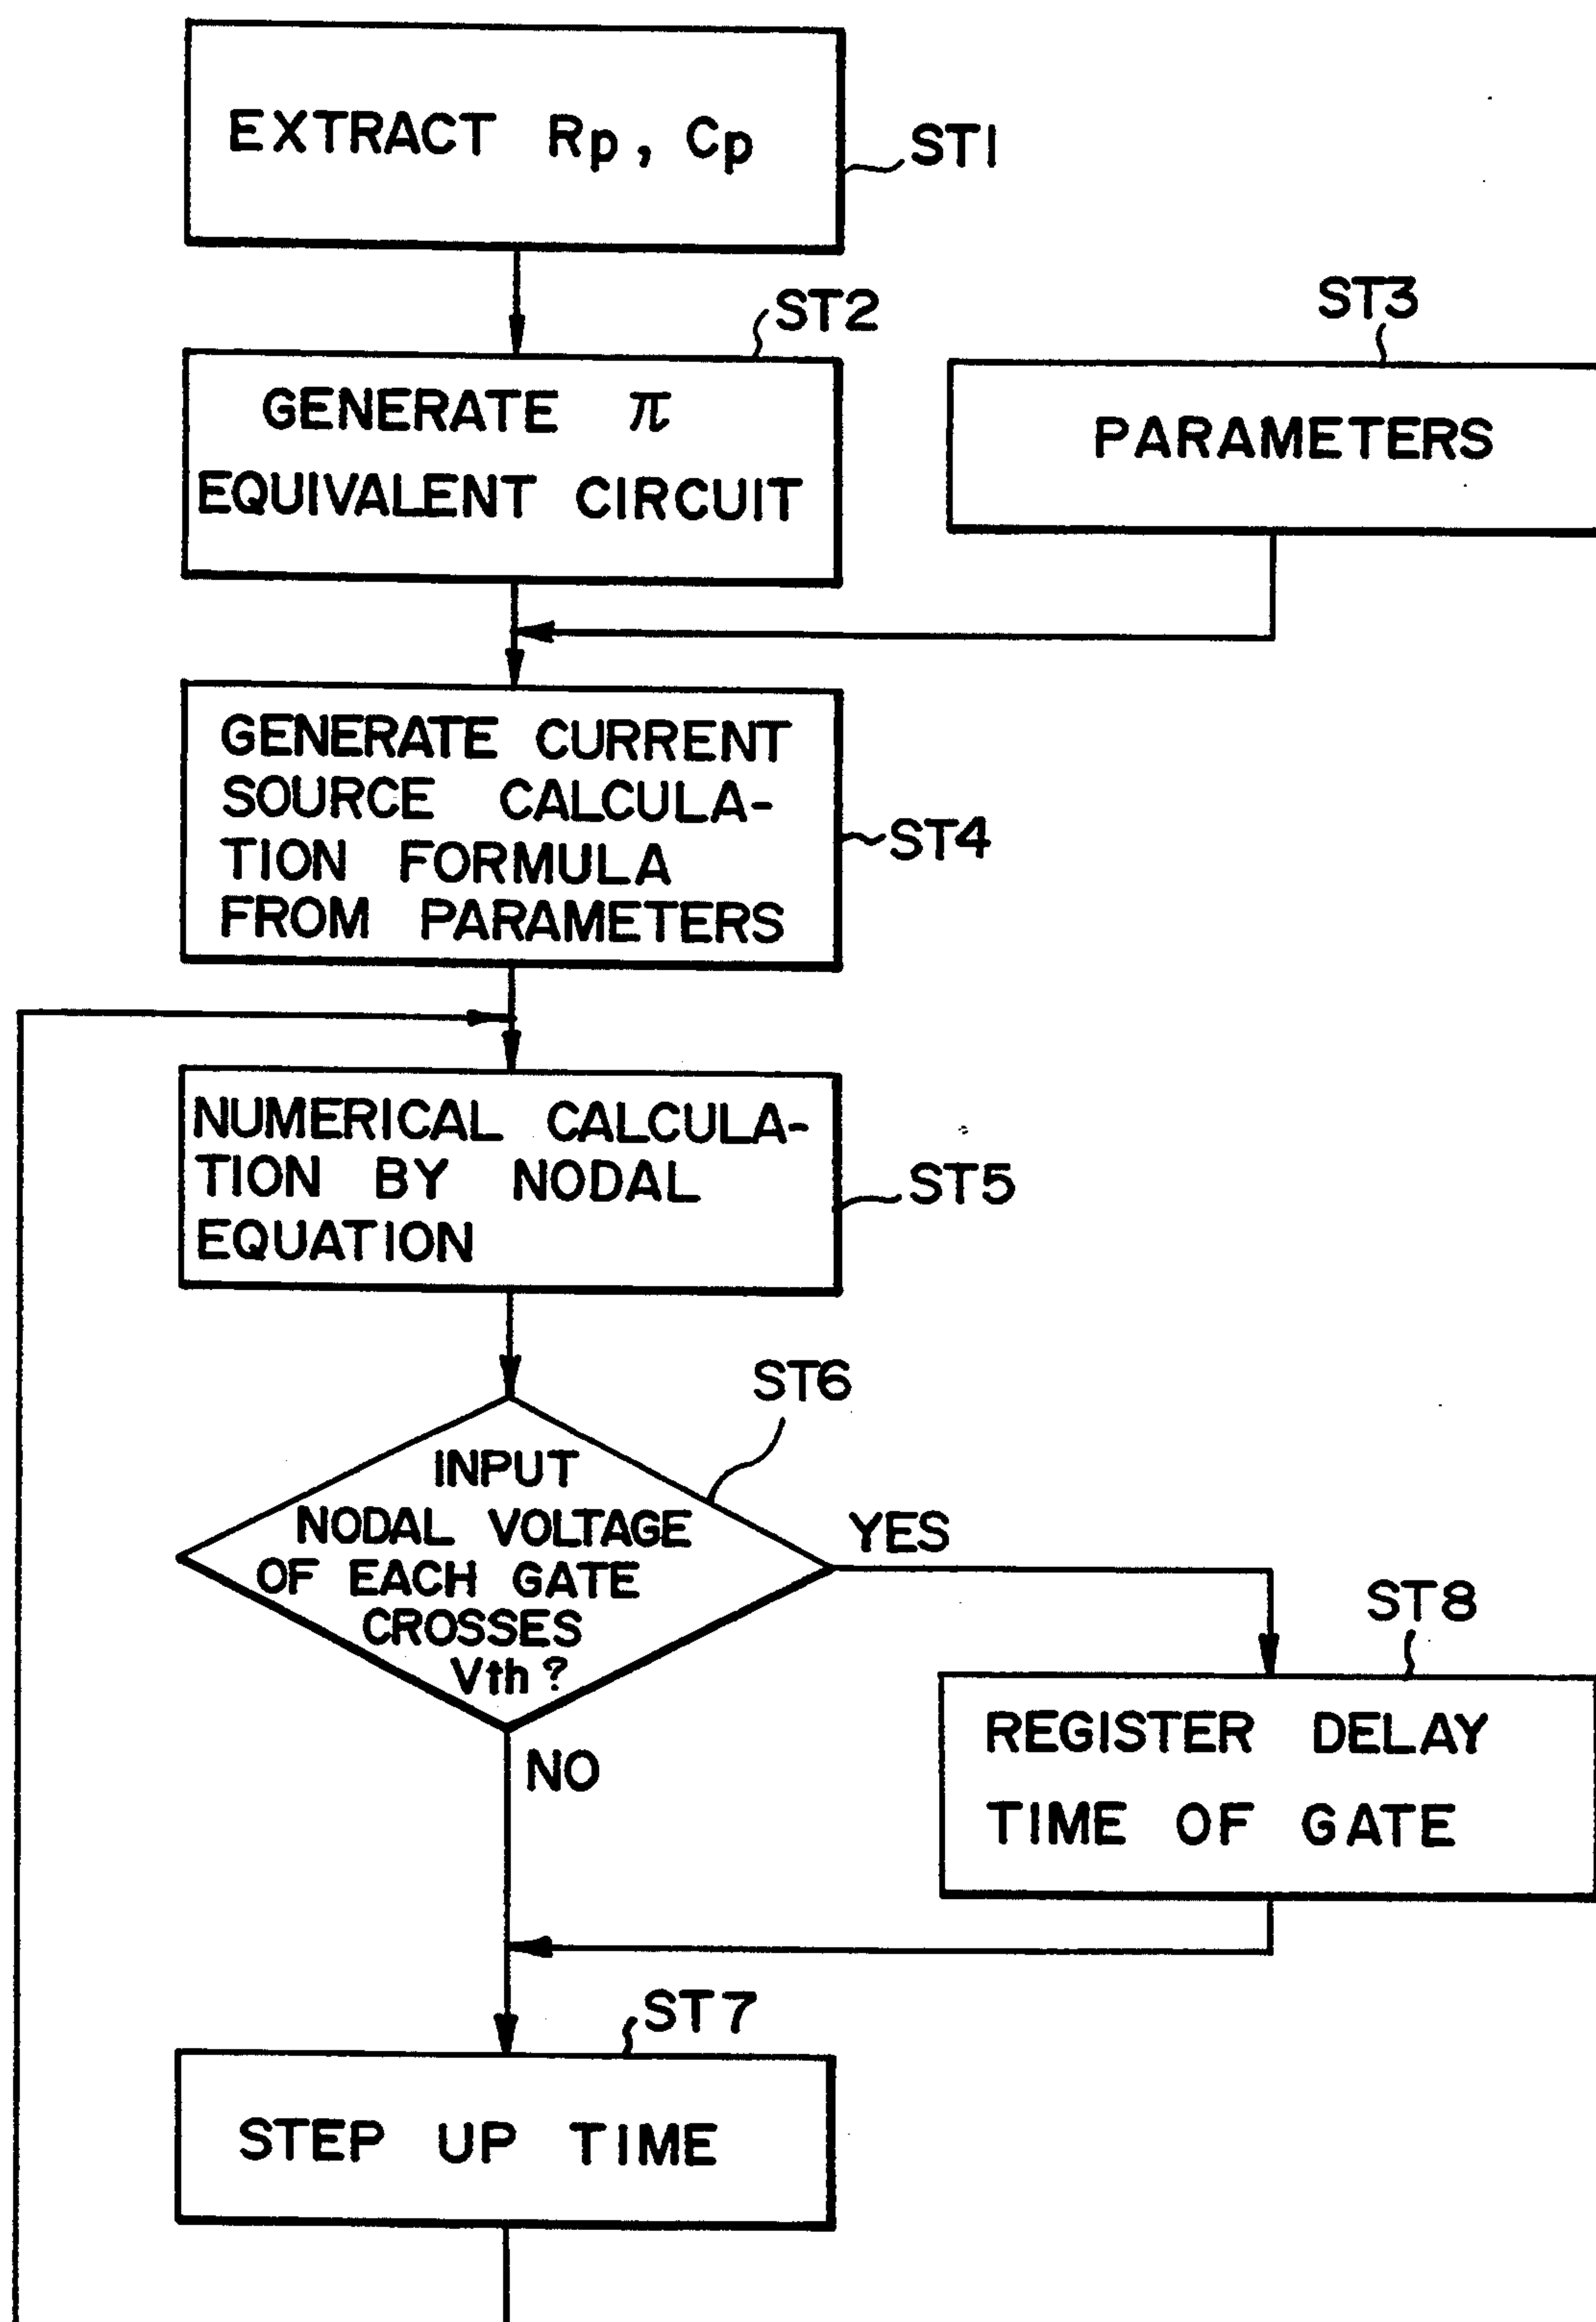 EXTRACT Rp, Cp
ST1
ST2
GENERATE π
EQUIVALENT CIRCUIT
ST3
PARAMETERS
GENERATE CURRENT
SOURCE CALCULA-
TION FORMULA
FROM PARAMETERS
ST4
NUMERICAL CALCULA-
TION BY NODAL
EQUATION
ST5
ST6
INPUT
NODAL VOLTAGE
OF EACH GATE
CROSSES
Vth?
YES
NO
ST8
REGISTER DELAY
TIME OF GATE
ST7
STEP UP TIME